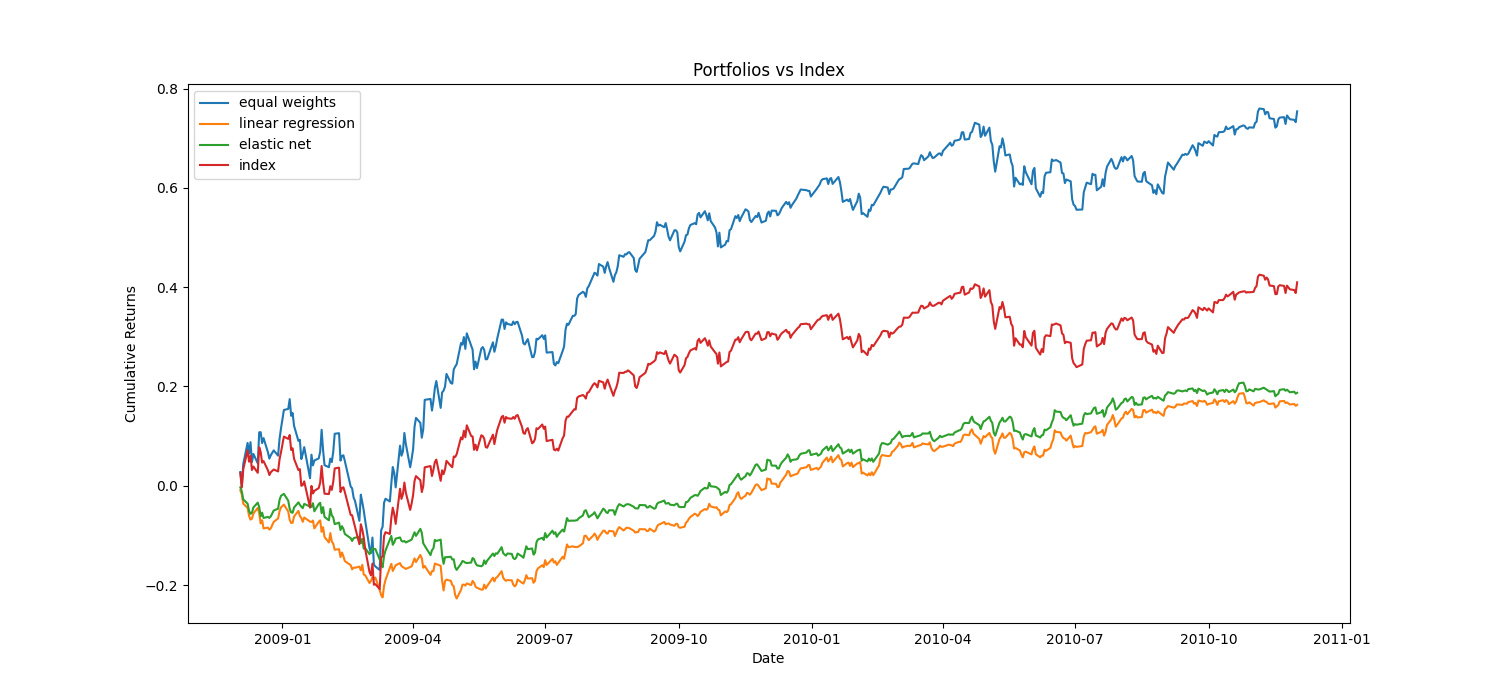 Portfolios vs Index
equal weights
linear regression
elastic net
index
Cumulative Returns
0.8
0.6
0.4
0.2
0.0
−0.2
2009-01 2009-04 2009-07 2009-10 2010-01 2010-04 2010-07 2010-10 2011-01
Date